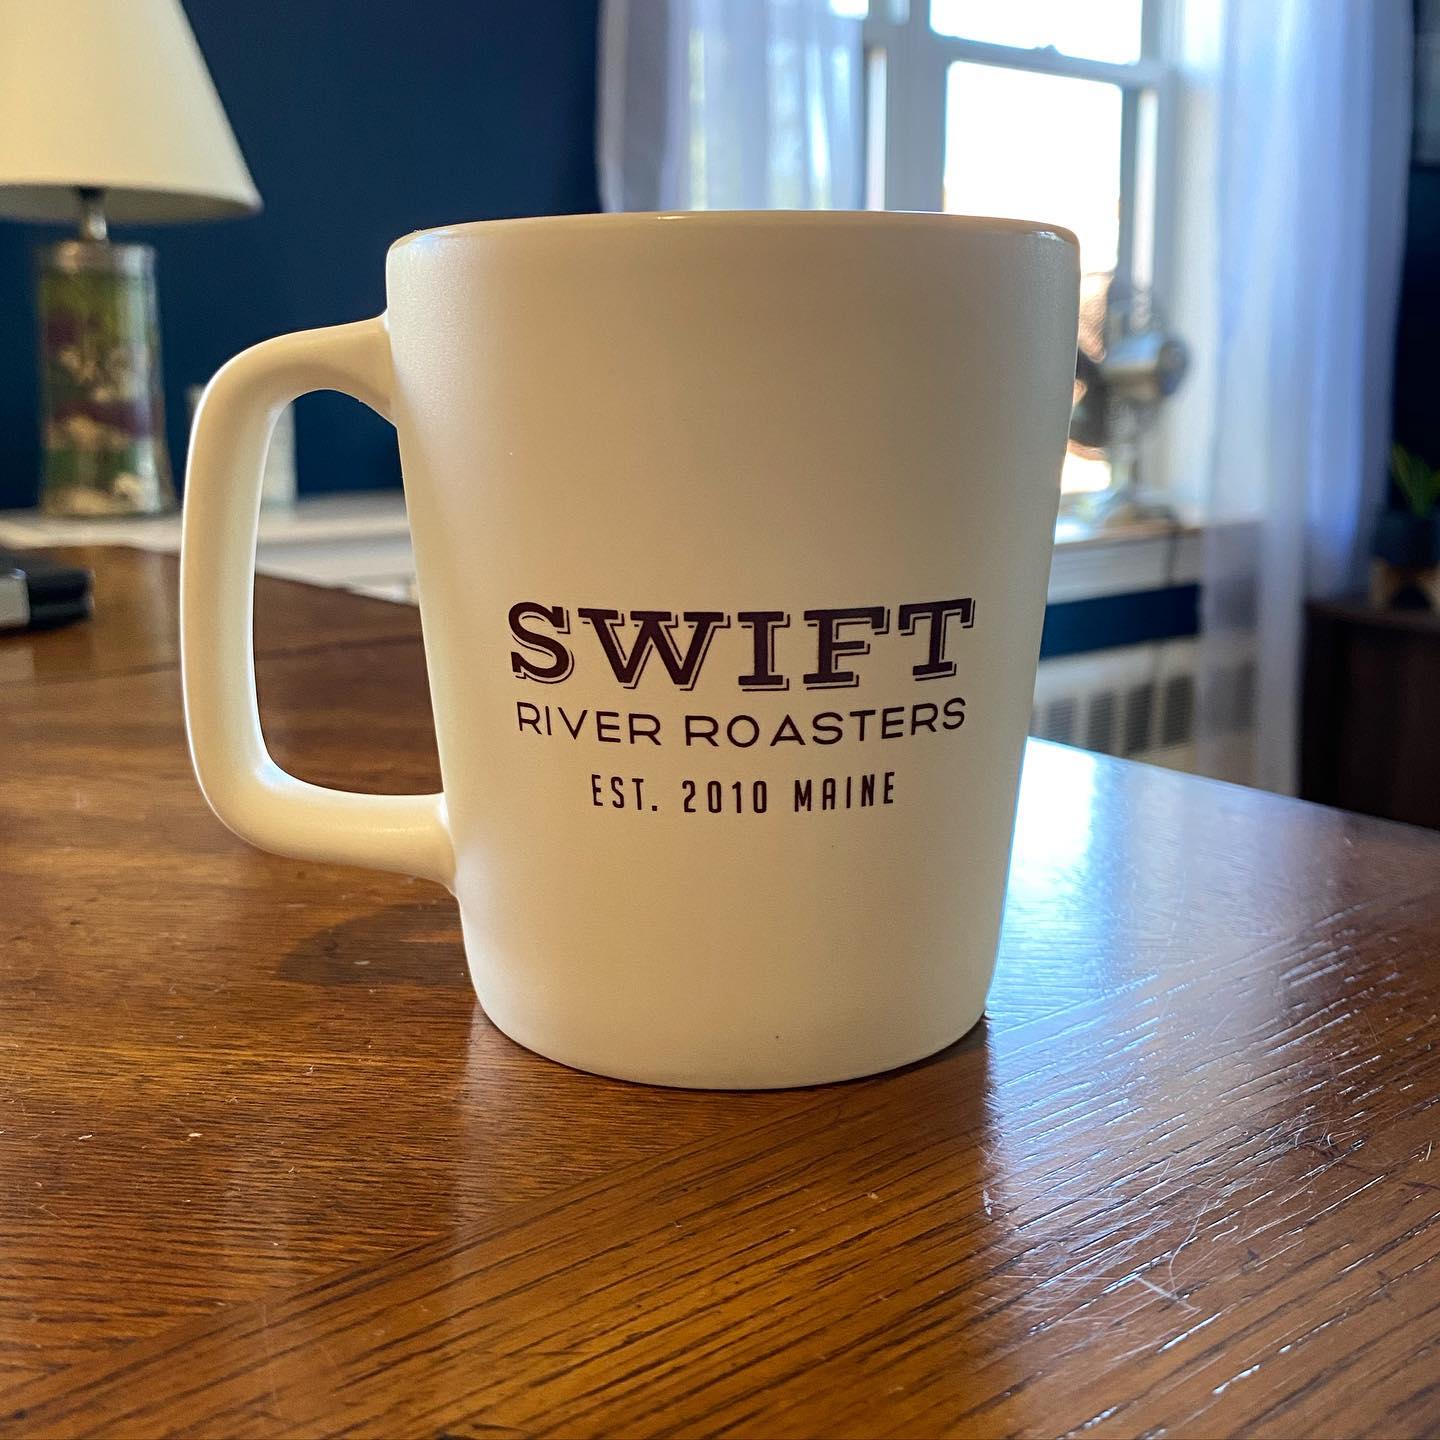 SWIFT
RIVER ROASTERS
EST. 2010 MAINE